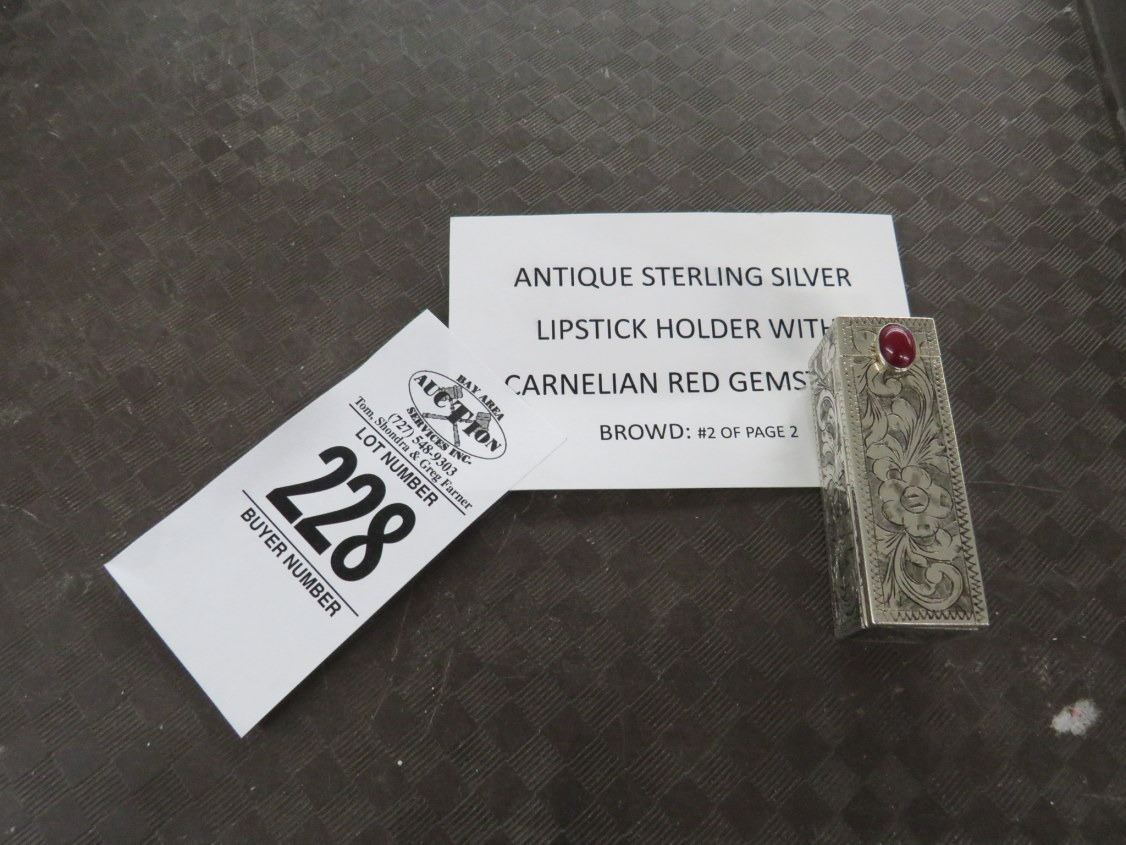 ANTIQUE STERLING SILVER
LIPSTICK HOLDER WITH
CARNELIAN RED
BROWD: #2 OF PAGE 2
BAY AREA
AUCTION
SERVICES INC.
(727) 548-9303
Tom, Shondra & Greg Farner
LOT NUMBER
228
BUYER NUMBER